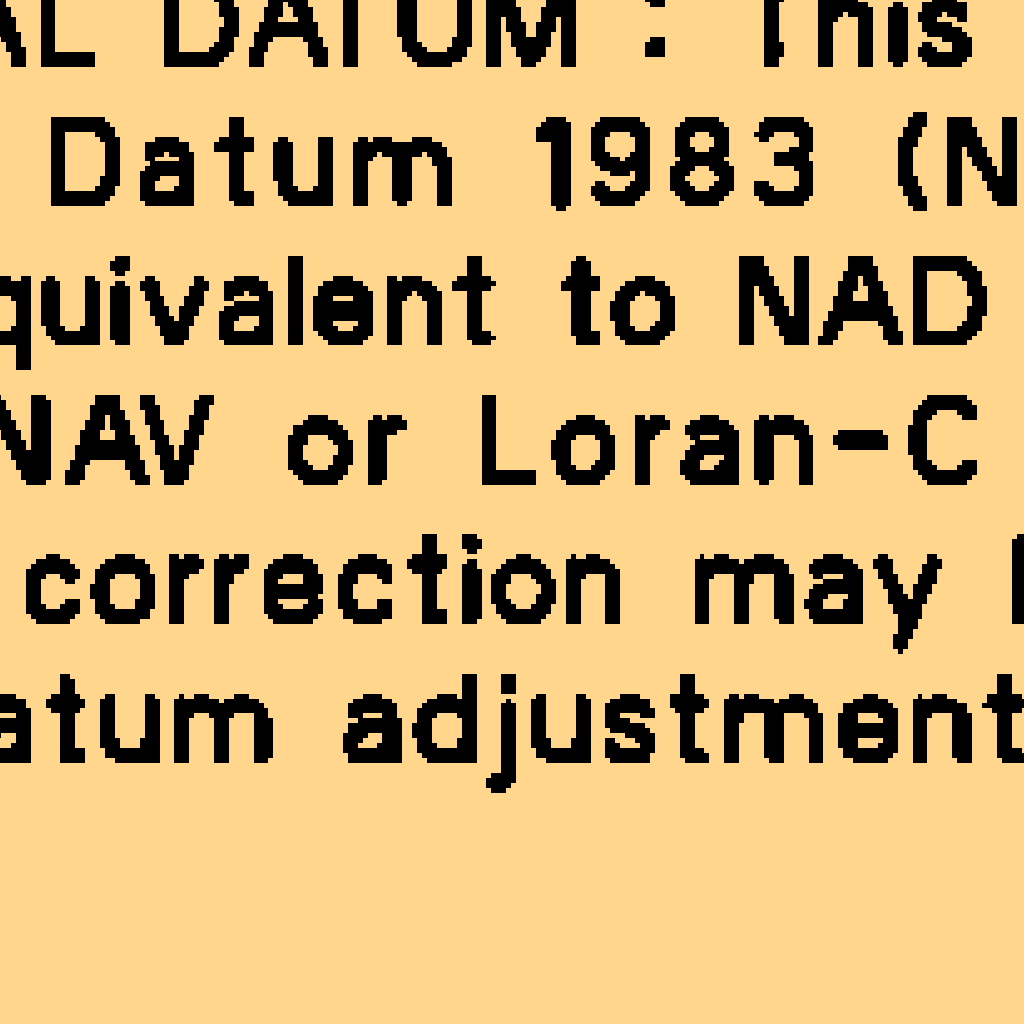 AL DATUM : This
Datum 1983 (N
quivalent to NAD
NAV or Loran-C
correction may
atum adjustment